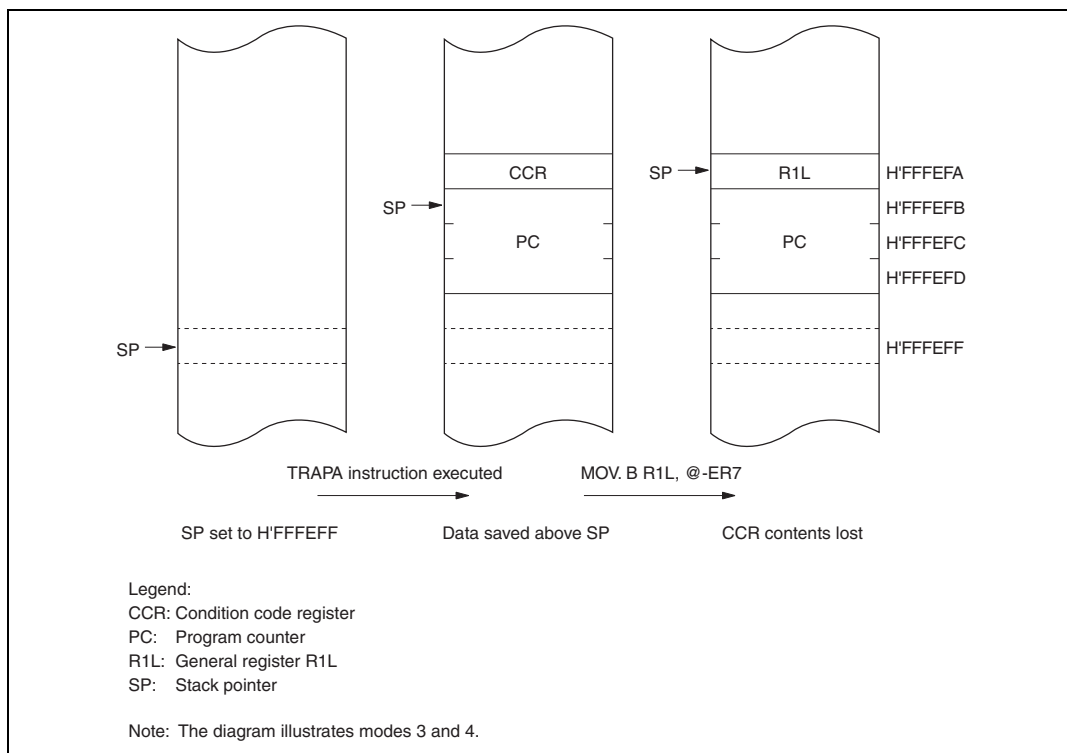 CCR
SP
R1L
H'FFFEFA
SP
H'FFFEFB
PC
PC
H'FFFEFC
H'FFFEFD
SP
H'FFFEFF
TRAPA instruction executed
MOV. B R1L, @-ER7
SP set to H'FFFEFF
Data saved above SP
CCR contents lost
Legend:
CCR: Condition code register
PC: Program counter
R1L: General register R1L
SP: Stack pointer
Note: The diagram illustrates modes 3 and 4.